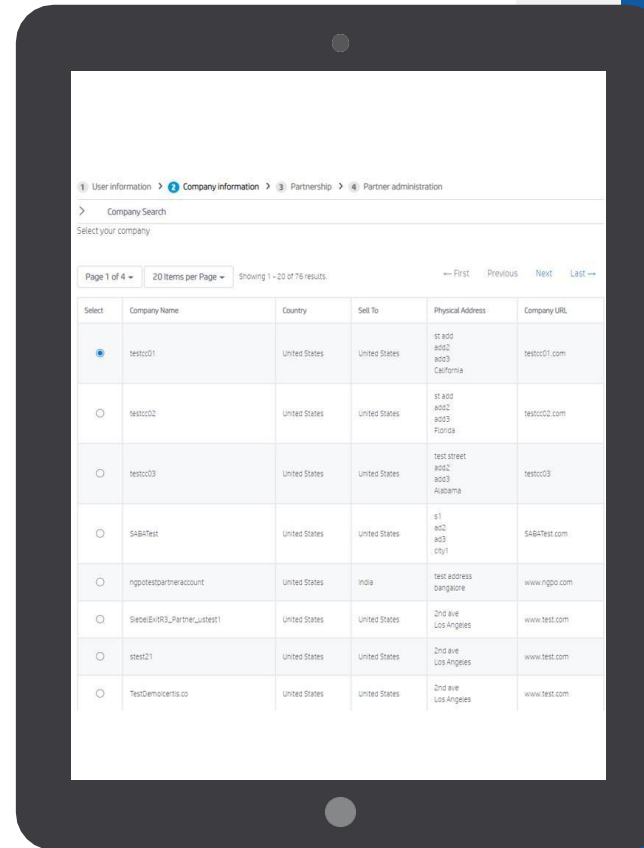 1 User information > 2 Company information > 3 Partnership > 4 Partner administration
> Company Search
Select your company
Page 1 of 4 20 Items per Page Showing 1 - 20 of 76 results. ← First Previous Next Last →
Select Company Name Country Sell To Physical Address Company URL
st add
add2
testcc01 United States United States testcc01.com
add3
California
st add
add2
testcc02 United States United States testcc02.com
add3
Florida
test street
add2
testcc03 United States United States testcc03
add3
Alabama
s1
ad2
SABATest United States United States SABATest.com
ad3
city1
test address
ngpotestpartneraccount United States India www.ngpo.com
bangalore
2nd ave
SiebelExitR3_Partner_ustest1 United States United States www.test.com
Los Angeles
2nd ave
stest21 United States United States www.test.com
Los Angeles
2nd ave
TestDemoicertis.co United States United States www.test.com
Los Angeles